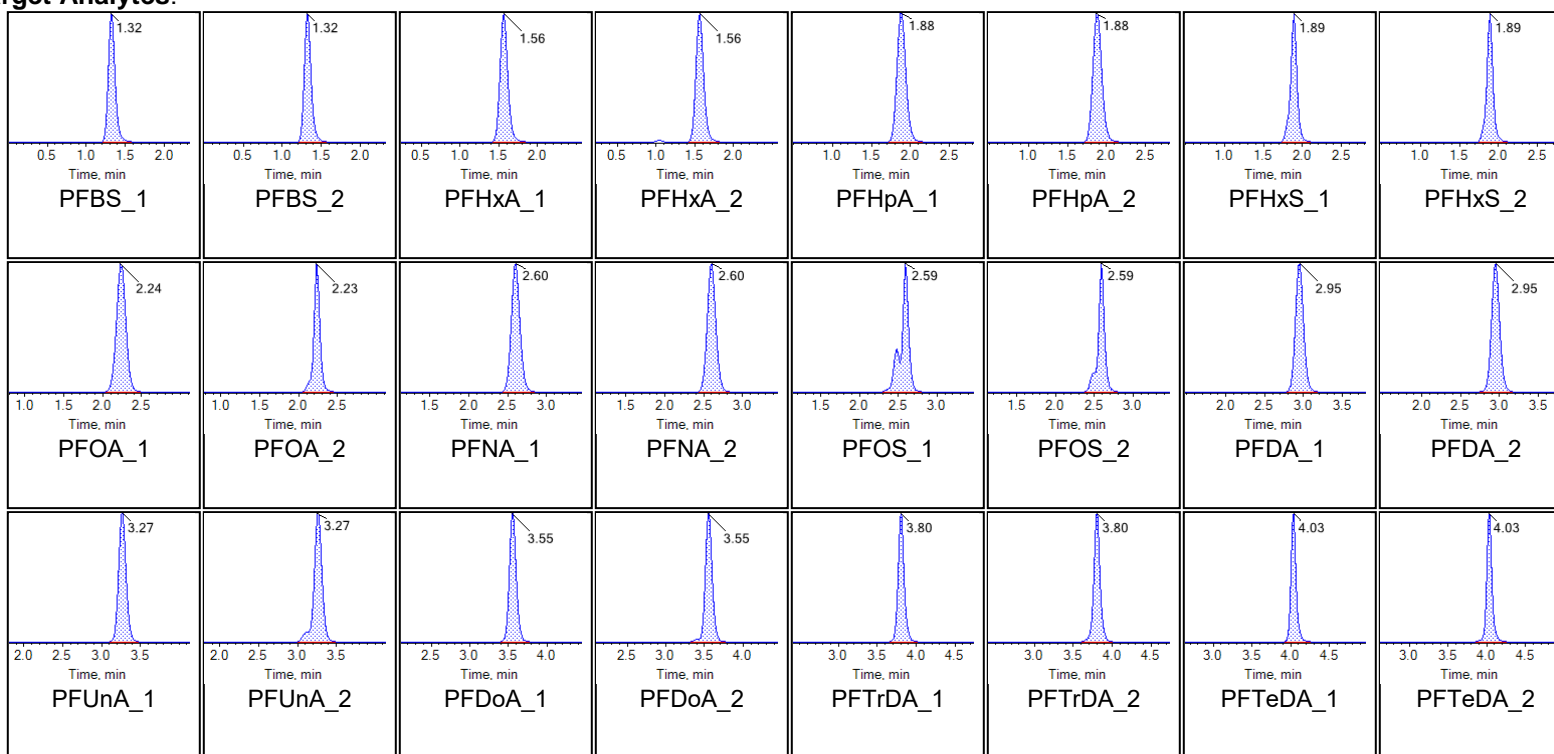 arget Analytes:
1.32 1.32 1.56 1.56 1.88 1.88 1.89 1.89
0.5 1.0 1.5 2.0 0.5 1.0 1.5 2.0 0.5 1.0 1.5 2.0 0.5 1.0 1.5 2.0 1.0 1.5 2.0 2.5 1.0 1.5 2.0 2.5 1.0 1.5 2.0 2.5 1.0 1.5 2.0 2.5
Time, min Time, min Time, min Time, min Time, min Time, min Time, min Time, min
PFBS_1 PFBS_2 PFHxA_1 PFHxA_2 PFHpA_1 PFHpA_2 PFHxS_1 PFHxS_2
2.24 2.23 2.60 2.60 2.59 2.59 2.95 2.95
1.0 1.5 2.0 2.5 1.0 1.5 2.0 2.5 1.5 2.0 2.5 3.0 1.5 2.0 2.5 3.0 1.5 2.0 2.5 3.0 1.5 2.0 2.5 3.0 2.0 2.5 3.0 3.5 2.0 2.5 3.0 3.5
Time, min Time, min Time, min Time, min Time, min Time, min Time, min Time, min
PFOA_1 PFOA_2 PFNA_1 PFNA_2 PFOS_1 PFOS_2 PFDA_1 PFDA_2
3.27 3.27 3.55 3.55 3.80 3.80 4.03 4.03
2.0 2.5 3.0 3.5 2.0 2.5 3.0 3.5 2.5 3.0 3.5 4.0 2.5 3.0 3.5 4.0 3.0 3.5 4.0 4.5 3.0 3.5 4.0 4.5 3.0 3.5 4.0 4.5 3.0 3.5 4.0 4.5
Time, min Time, min Time, min Time, min Time, min Time, min Time, min Time, min
PFUnA_1 PFUnA_2 PFDoA_1 PFDoA_2 PFTrDA_1 PFTrDA_2 PFTeDA_1 PFTeDA_2